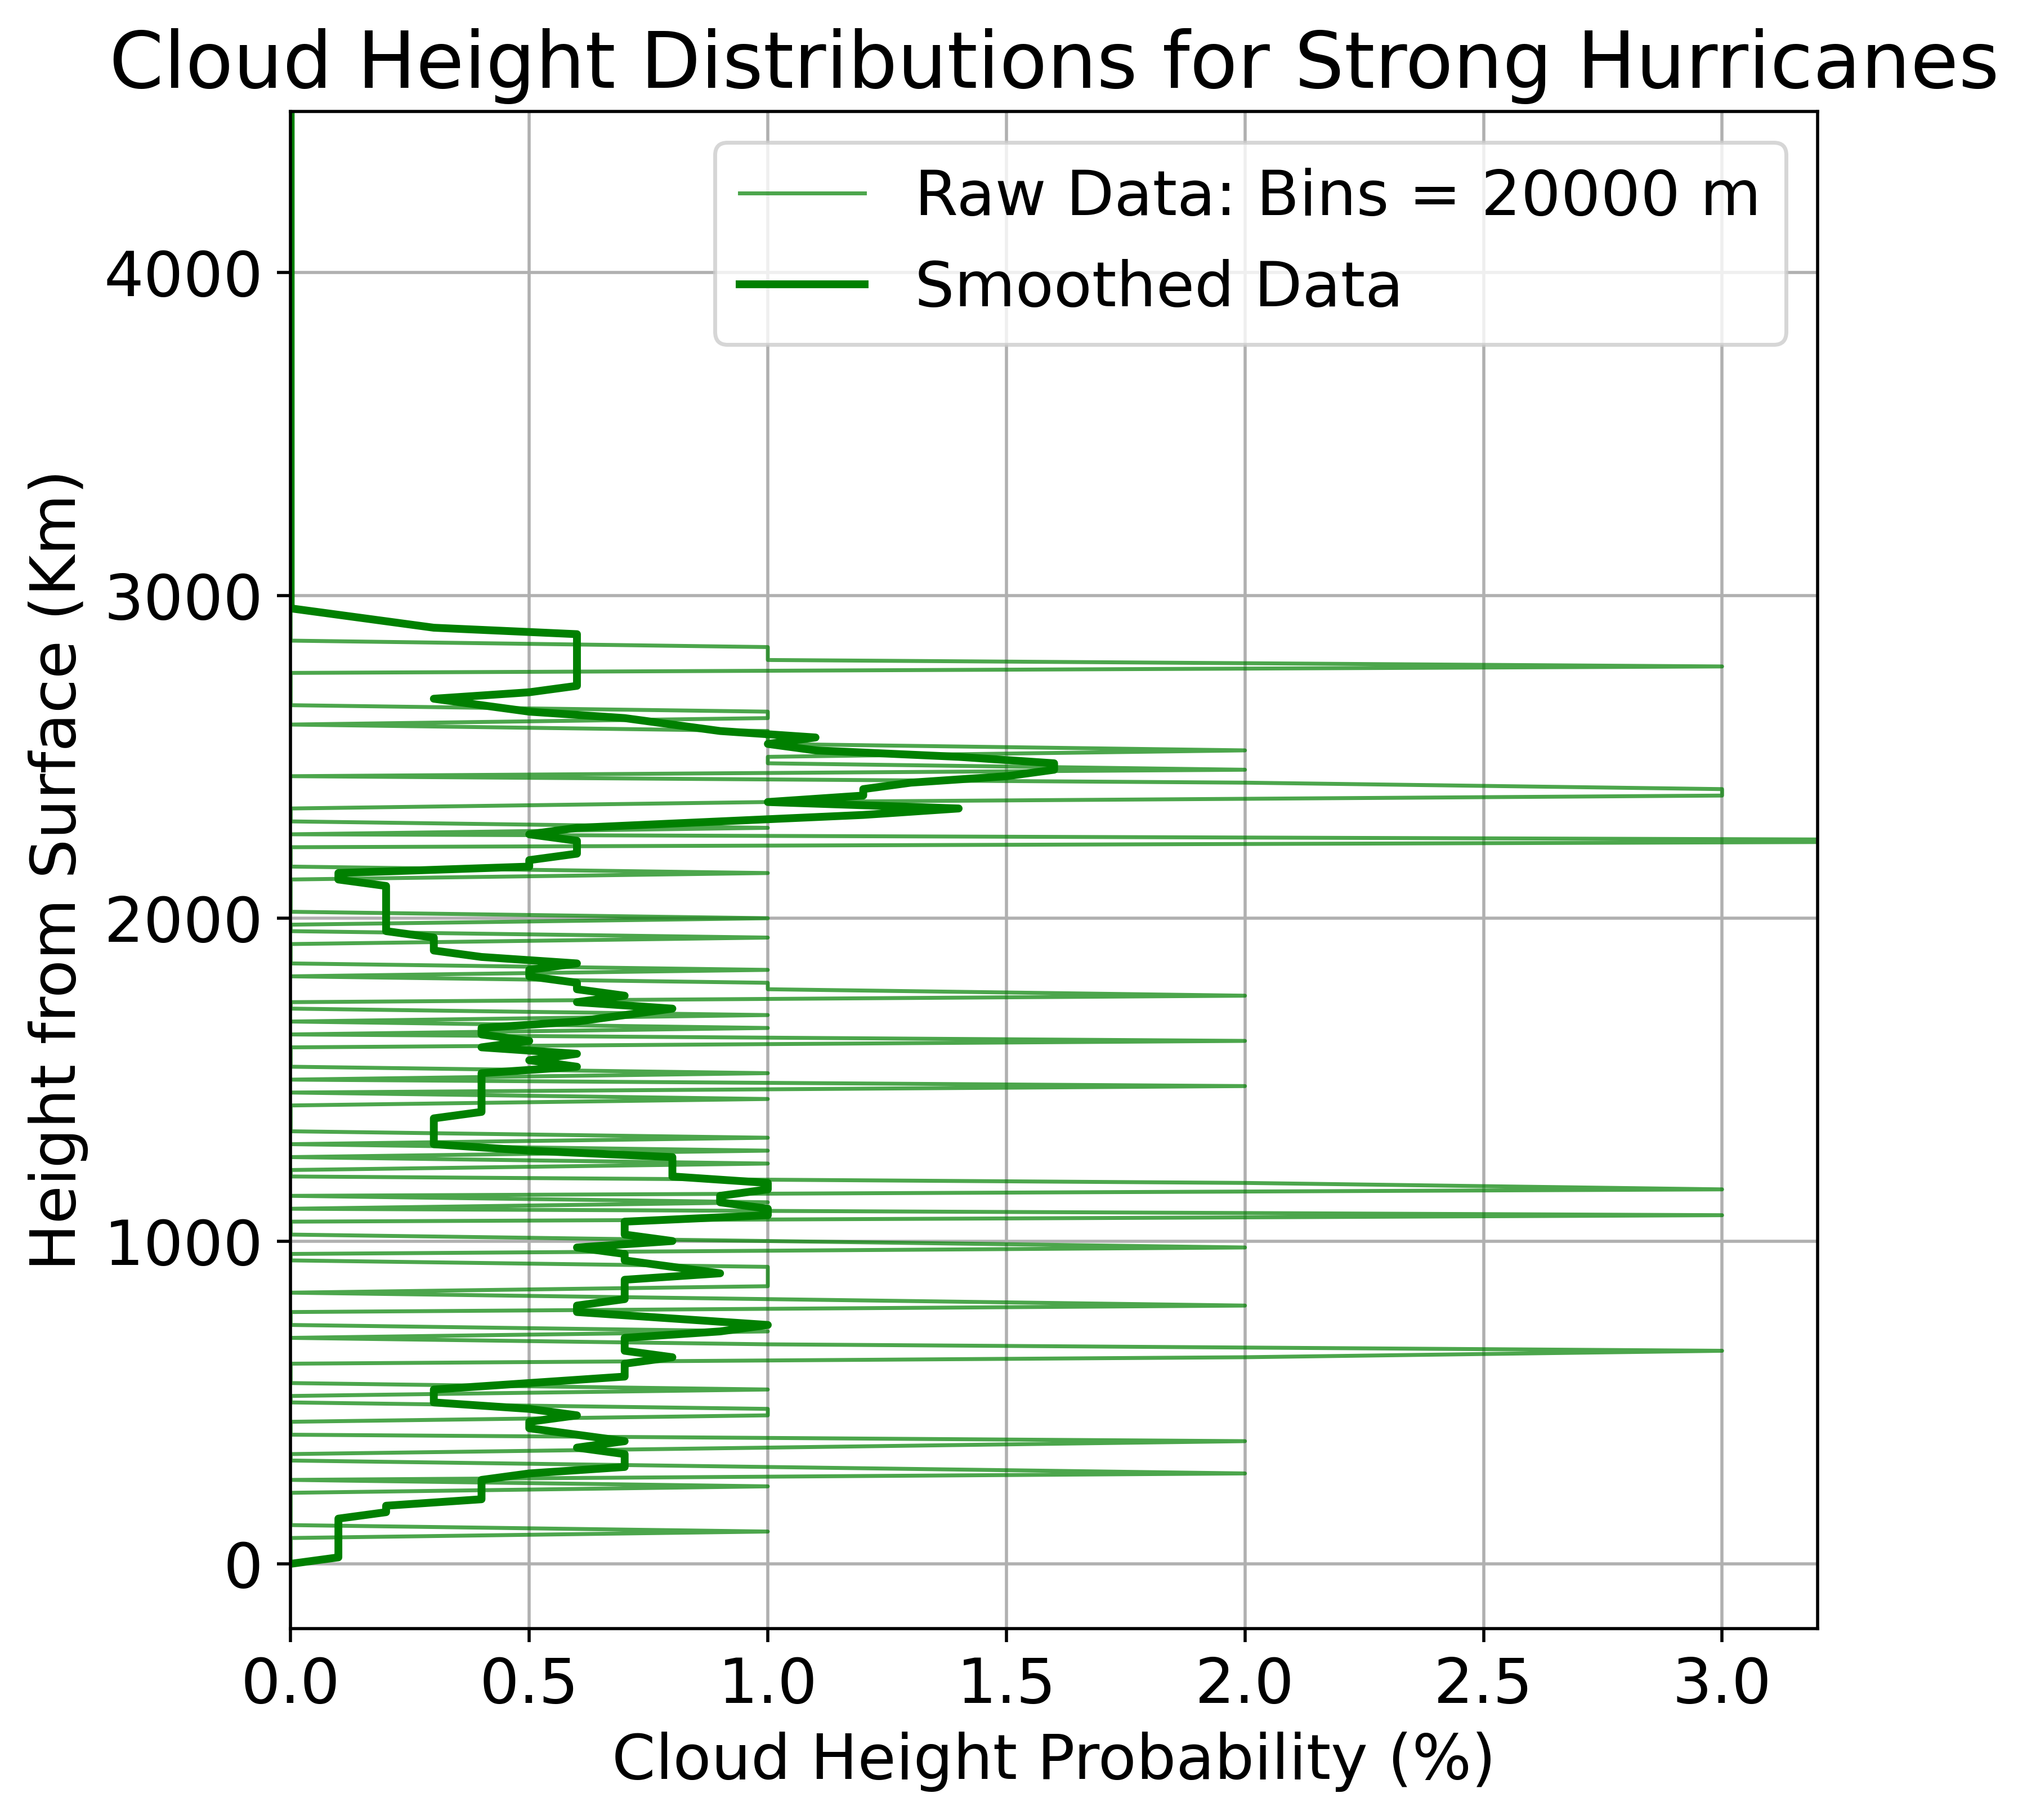 Cloud Height Distributions for Strong Hurricanes
Raw Data: Bins = 20000 m
Smoothed Data
Height from Surface (Km)
4000
3000
2000
1000
0
0.0 0.5 1.0 1.5 2.0 2.5 3.0
Cloud Height Probability (%)